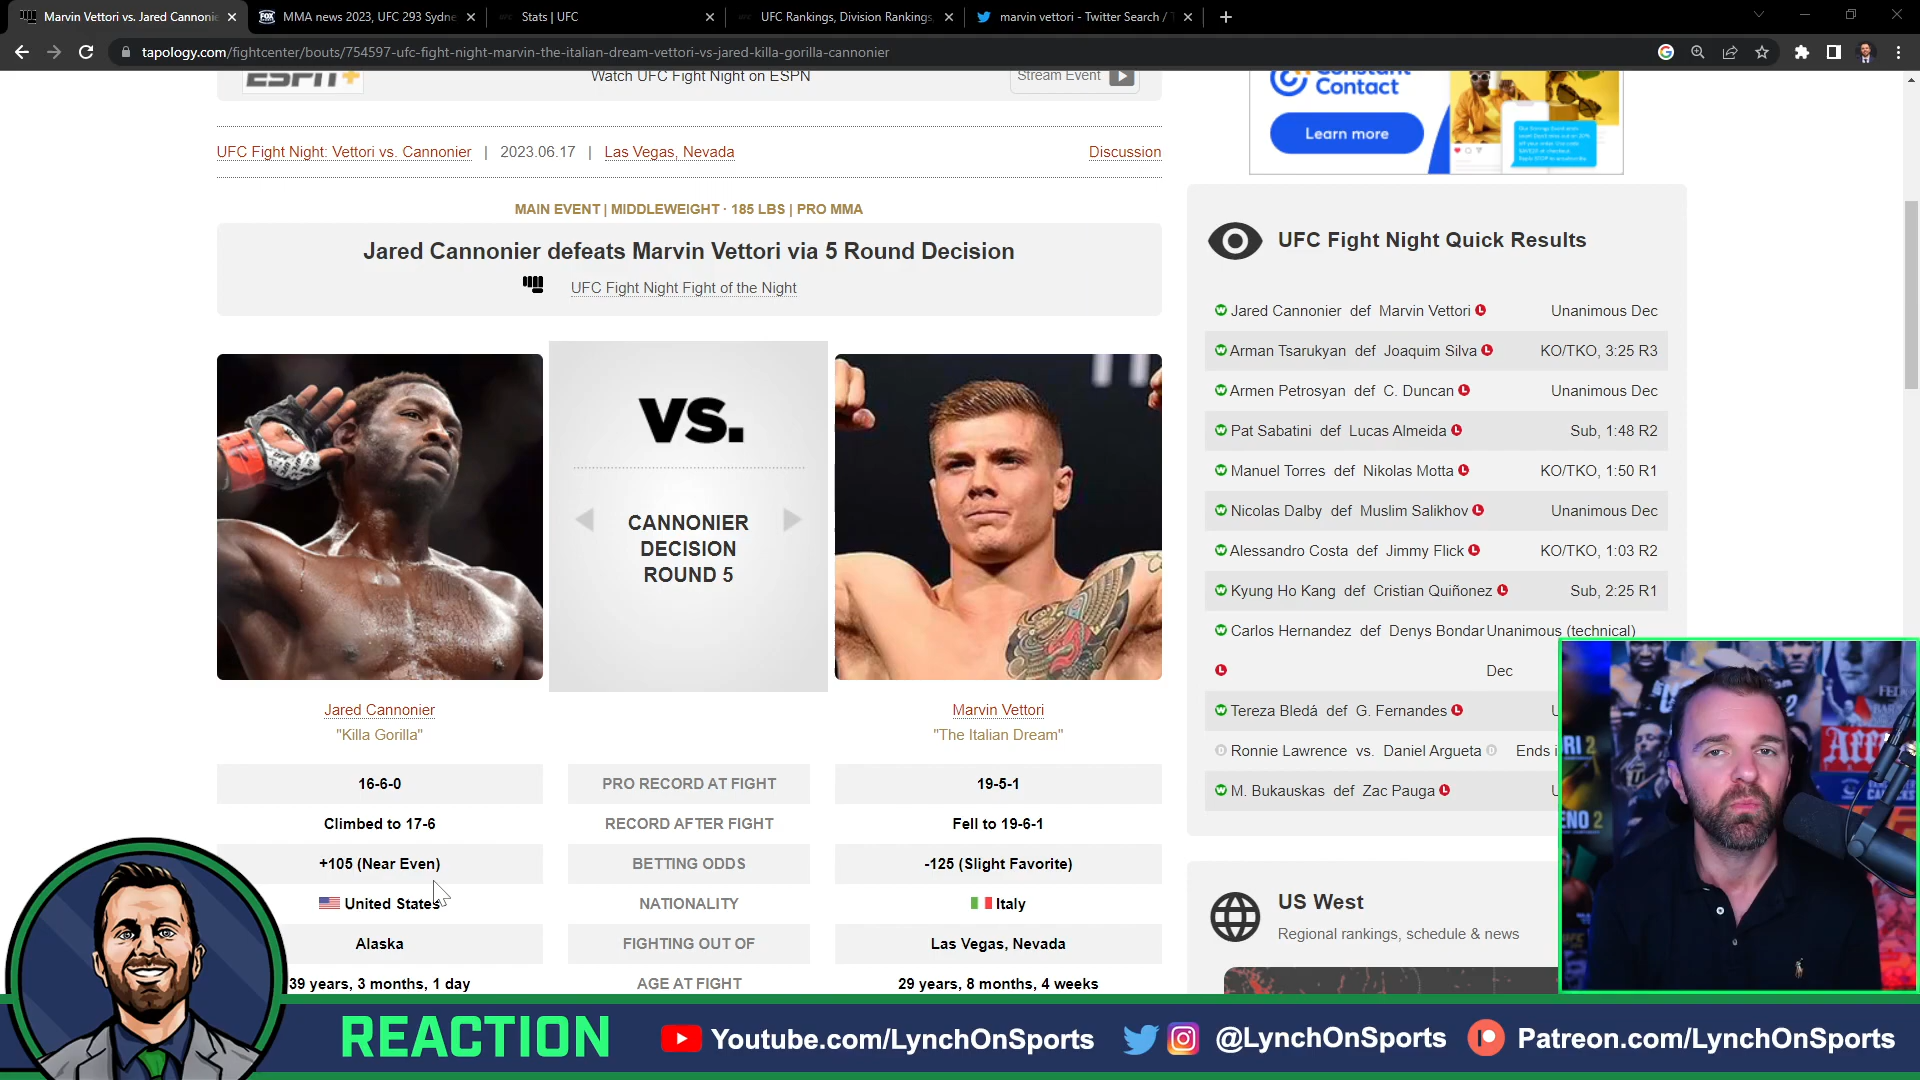 Marvin Vettori vs. Jared Cannonie
MMA news 2023, UFC 293 Sydne
Stats | UFC
UFC Rankings, Division Rankings,
marvin vettori - Twitter Search /
tapology.com/fightcenter/bouts/754597-ufc-fight-night-marvin-the-italian-dream-vettori-vs-jared-killa-gorilla-cannonier
ESPN+
Watch UFC Fight Night on ESPN
Stream Event
Constant
Contact
Learn more
UFC Fight Night: Vettori vs. Cannonier | 2023.06.17 | Las Vegas, Nevada
Discussion
MAIN EVENT | MIDDLEWEIGHT · 185 LBS | PRO MMA
Jared Cannonier defeats Marvin Vettori via 5 Round Decision
UFC Fight Night Fight of the Night
VS.
CANNONIER
DECISION
ROUND 5
Jared Cannonier
"Killa Gorilla"
Marvin Vettori
"The Italian Dream"
16-6-0 PRO RECORD AT FIGHT 19-5-1
Climbed to 17-6 RECORD AFTER FIGHT Fell to 19-6-1
+105 (Near Even) BETTING ODDS -125 (Slight Favorite)
United States NATIONALITY Italy
Alaska FIGHTING OUT OF Las Vegas, Nevada
39 years, 3 months, 1 day AGE AT FIGHT 29 years, 8 months, 4 weeks
UFC Fight Night Quick Results
W Jared Cannonier def Marvin Vettori L Unanimous Dec
W Arman Tsarukyan def Joaquim Silva L KO/TKO, 3:25 R3
W Armen Petrosyan def C. Duncan L Unanimous Dec
W Pat Sabatini def Lucas Almeida L Sub, 1:48 R2
W Manuel Torres def Nikolas Motta L KO/TKO, 1:50 R1
W Nicolas Dalby def Muslim Salikhov L Unanimous Dec
W Alessandro Costa def Jimmy Flick L KO/TKO, 1:03 R2
W Kyung Ho Kang def Cristian Quiñonez L Sub, 2:25 R1
W Carlos Hernandez def Denys Bondar Unanimous (technical)
L Dec
W Tereza Bledá def G. Fernandes L U
D Ronnie Lawrence vs. Daniel Argueta D Ends i
W M. Bukauskas def Zac Pauga L U
US West
Regional rankings, schedule & news
RI 2
ENO 2
AFF
REACTION
Youtube.com/LynchOnSports
@LynchOnSports
Patreon.com/LynchOnSports